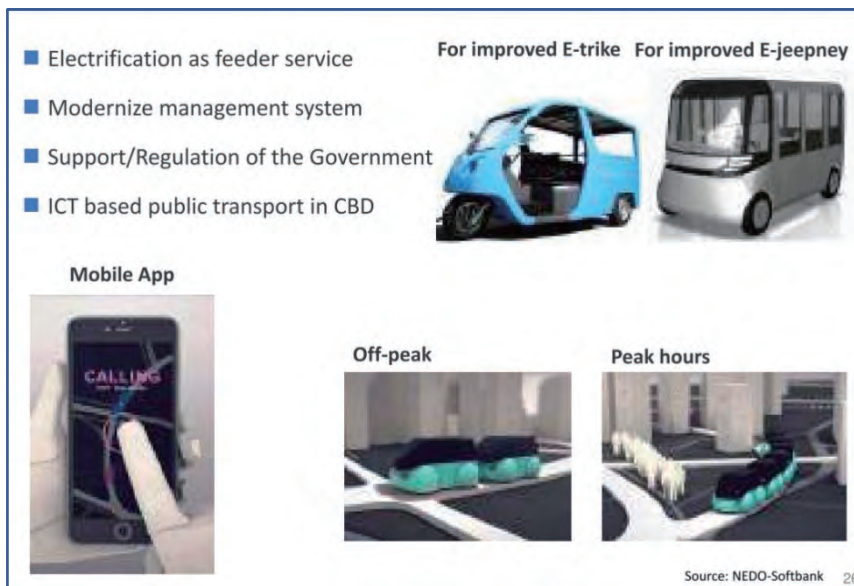 For improved E-trike For improved E-jeepney
Electrification as feeder service
Modernize management system
Support/Regulation of the Government
ICT based public transport in CBD
Mobile App
CALLING
Off-peak
Peak hours
Source: NEDO-Softbank